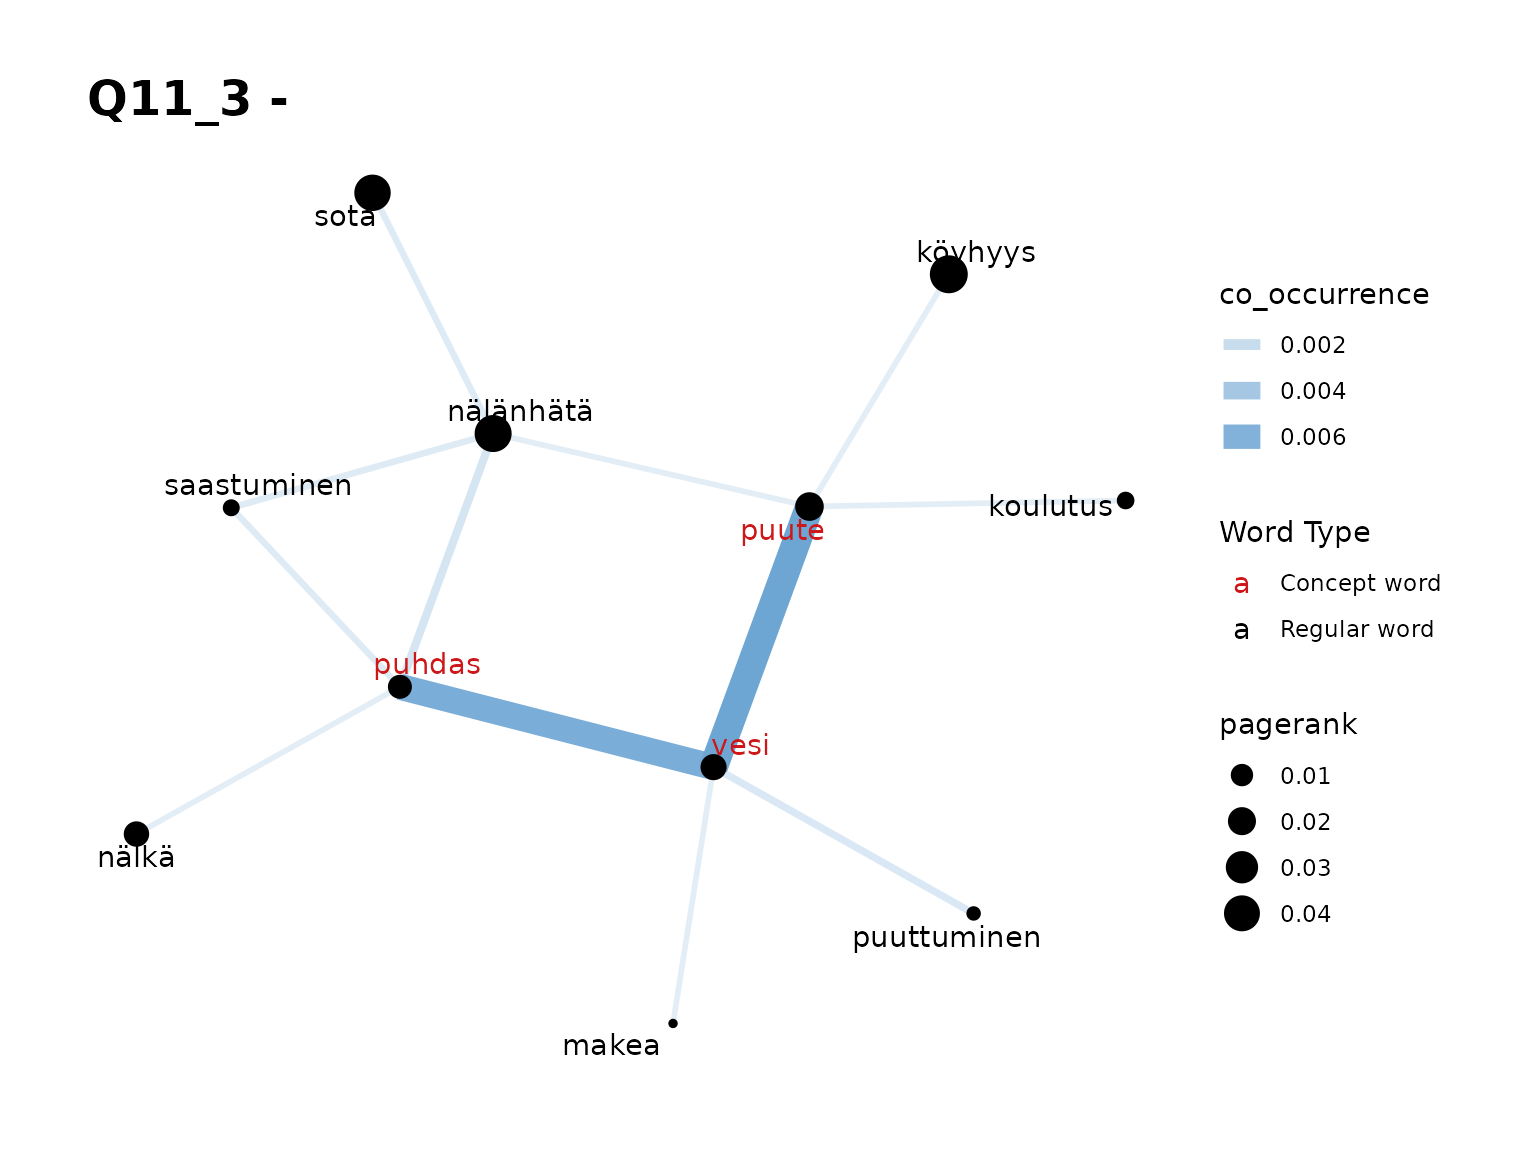 Q11_3 -
sota
köyhyys
nälänhätä
saastuminen
koulutus
puute
puhdas
vesi
nälkä
puuttuminen
makea
co_occurrence
0.002
0.004
0.006
Word Type
a Concept word
a Regular word
pagerank
0.01
0.02
0.03
0.04